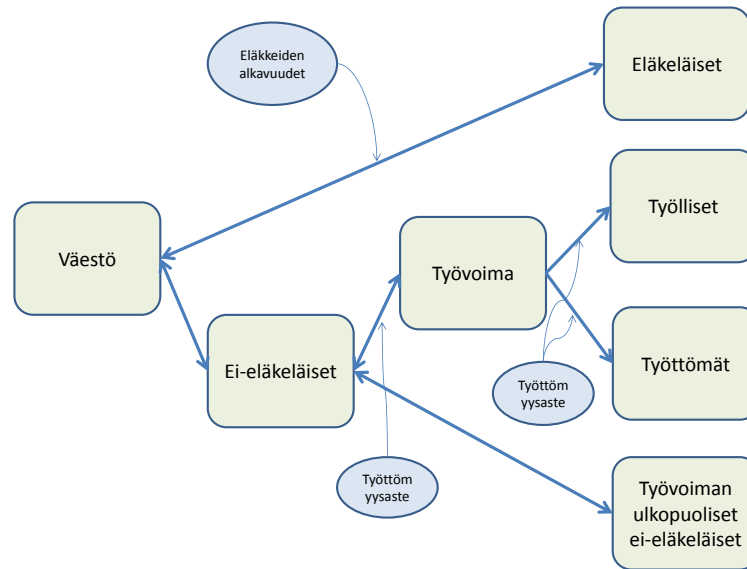 Eläkkeiden
alkavuudet
Eläkeläiset
Työlliset
Väestö
Työvoima
Ei-eläkeläiset
Työttömät
Työttöm
yysaste
Työttöm
yysaste
Työvoiman
ulkopuoliset
ei-eläkeläiset